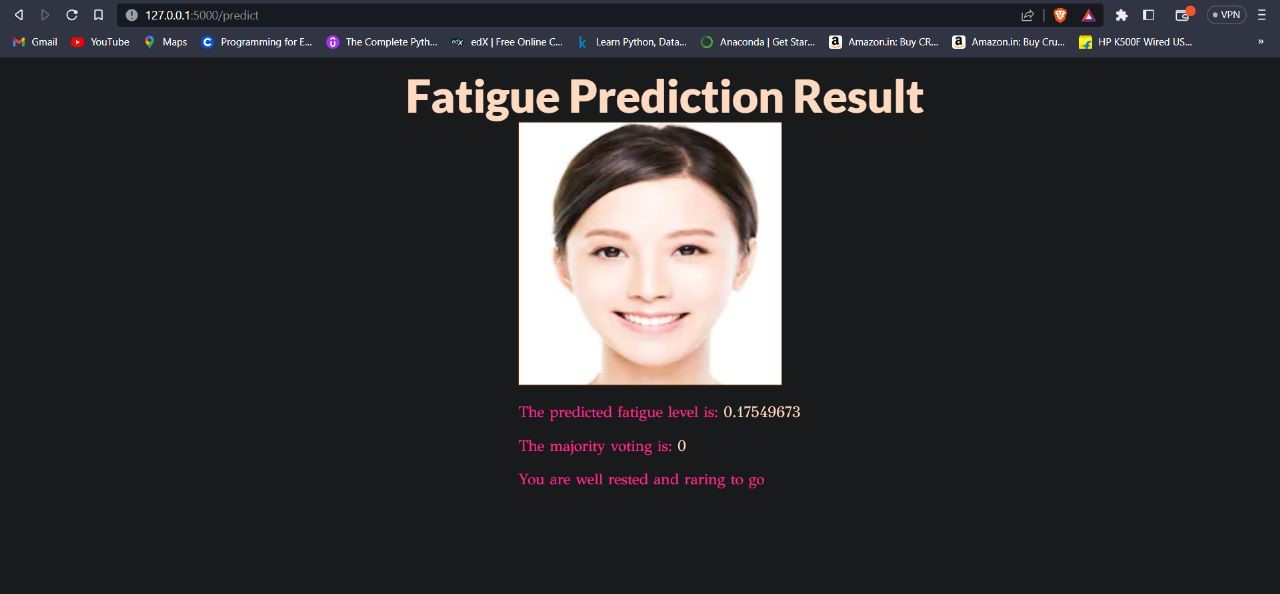 127.0.0.1:5000/predict
VPN
Gmail
YouTube
Maps
Programming for E...
The Complete Pyth...
edX | Free Online C...
Learn Python, Data...
Anaconda | Get Star...
Amazon.in: Buy CR...
Amazon.in: Buy Cru...
HP K500F Wired US...
»
Fatigue Prediction Result
The predicted fatigue level is: 0.17549673
The majority voting is: 0
You are well rested and raring to go